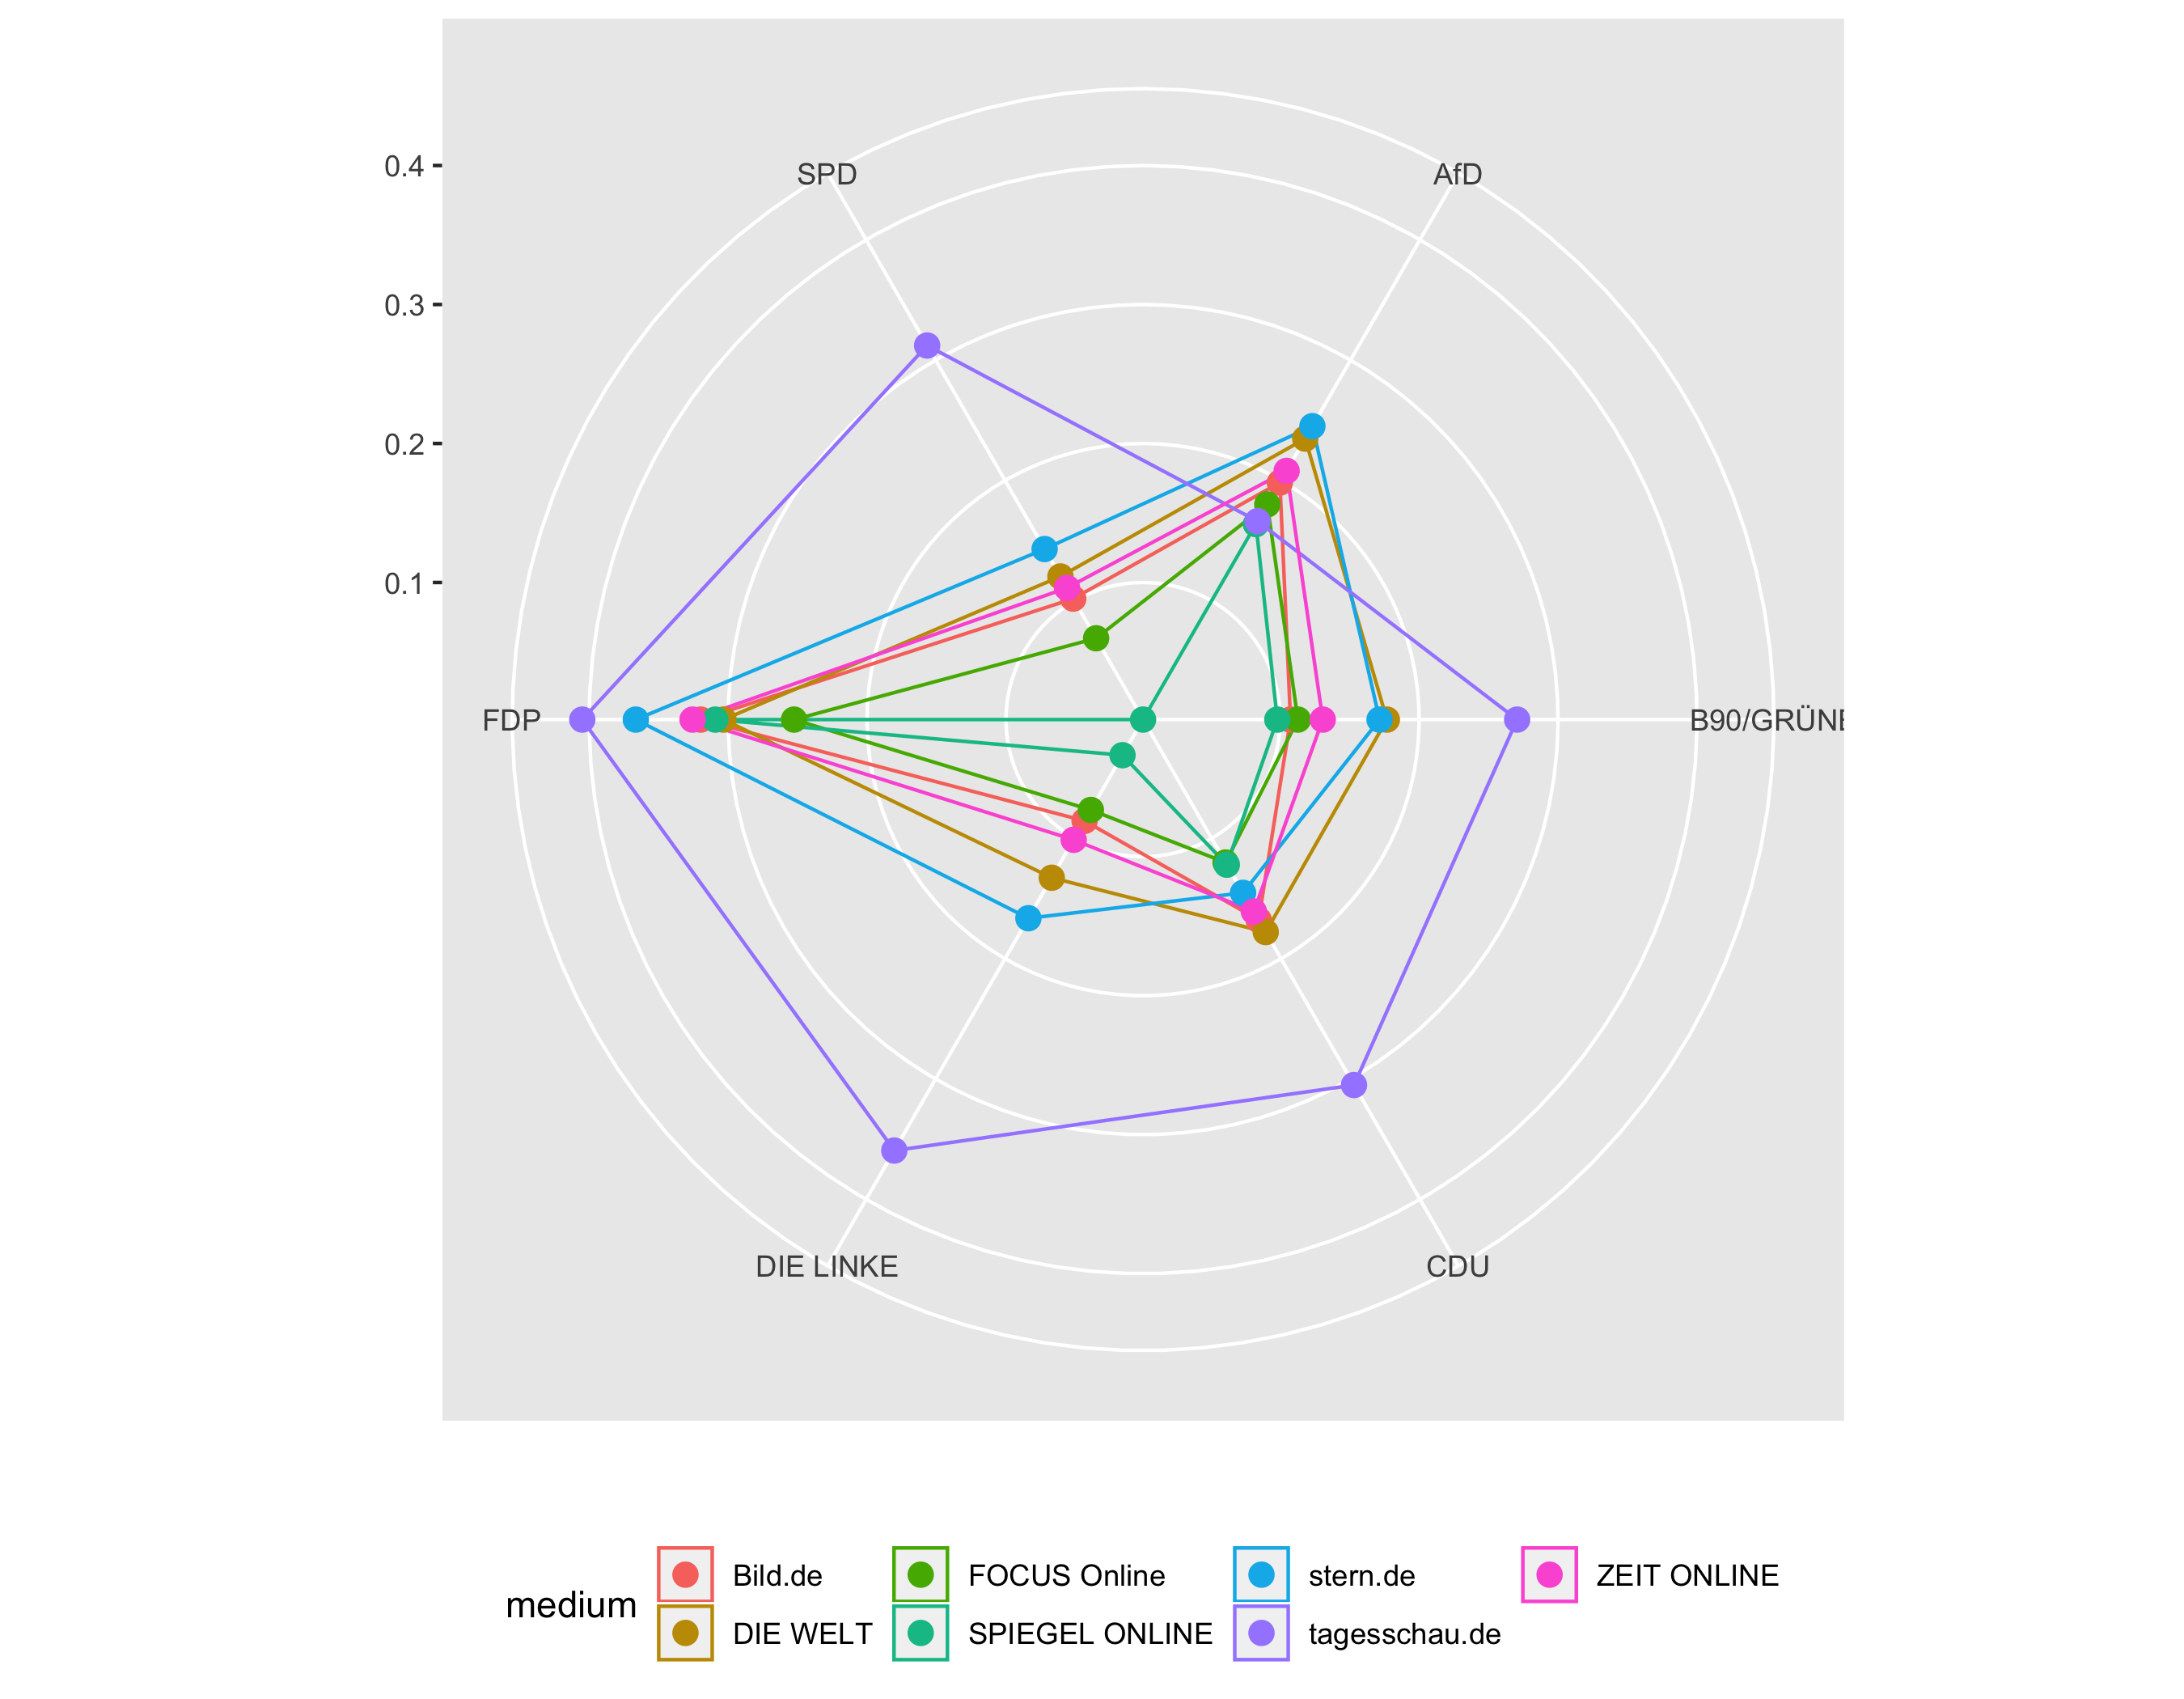 0.4
SPD
AfD
0.3
0.2
0.1
FDP
B90/GRÜNE
DIE LINKE
CDU
medium
Bild.de
FOCUS Online
stern.de
ZEIT ONLINE
DIE WELT
SPIEGEL ONLINE
tagesschau.de